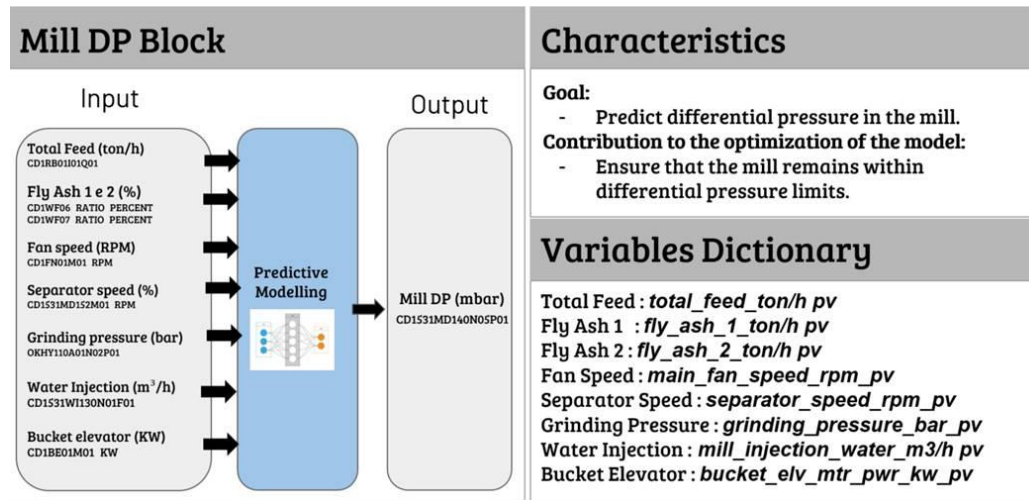 Mill DP Block
Input
Output
Total Feed (ton/h)
CD1RB01I01Q01
Fly Ash 1 e 2 (%)
CD1WF06 RATIO PERCENT
CD1WF07 RATIO PERCENT
Fan speed (RPM)
CD1FN01M01 RPM
Separator speed (%)
CD1531MD152M01 RPM
Grinding pressure (bar)
OKHY110A01N02P01
Water Injection (m³/h)
CD1531WI130N01F01
Bucket elevator (KW)
CD1BE01M01 KW
Predictive
Modelling
Mill DP (mbar)
CD1531MD140N05P01
Characteristics
Goal:
- Predict differential pressure in the mill.
Contribution to the optimization of the model:
- Ensure that the mill remains within
differential pressure limits.
Variables Dictionary
Total Feed : total_feed_ton/h pv
Fly Ash 1 : fly_ash_1_ton/h pv
Fly Ash 2 : fly_ash_2_ton/h pv
Fan Speed : main_fan_speed_rpm_pv
Separator Speed : separator_speed_rpm_pv
Grinding Pressure : grinding_pressure_bar_pv
Water Injection : mill_injection_water_m3/h pv
Bucket Elevator : bucket_elv_mtr_pwr_kw_pv